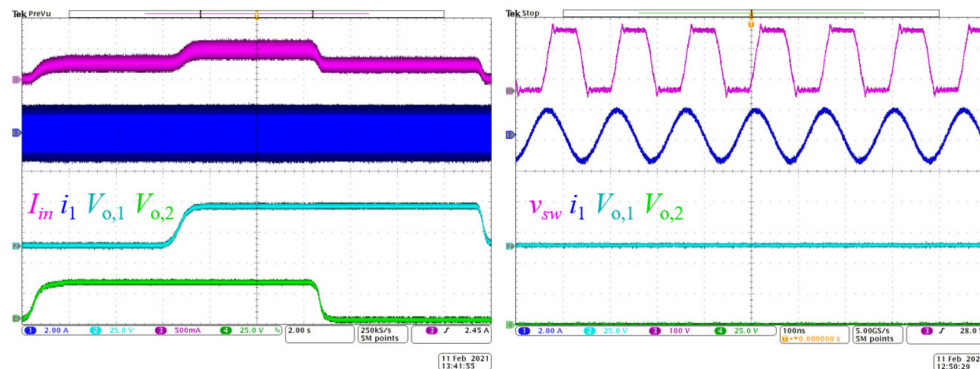 Tek PreVu
I_in i_1 V_o,1 V_o,2
1 2.00 A 2 25.0 V 3 500mA 4 25.0 V 2.00 s 250kS/s 5M points 3 2.45 A
11 Feb 2021
13:41:55
Tek Stop
v_sw i_1 V_o,1 V_o,2
1 2.00 A 2 25.0 V 3 100 V 4 25.0 V 100ns 0.000000 s 5.00GS/s 5M points 3 28.0
11 Feb 2021
12:50:29